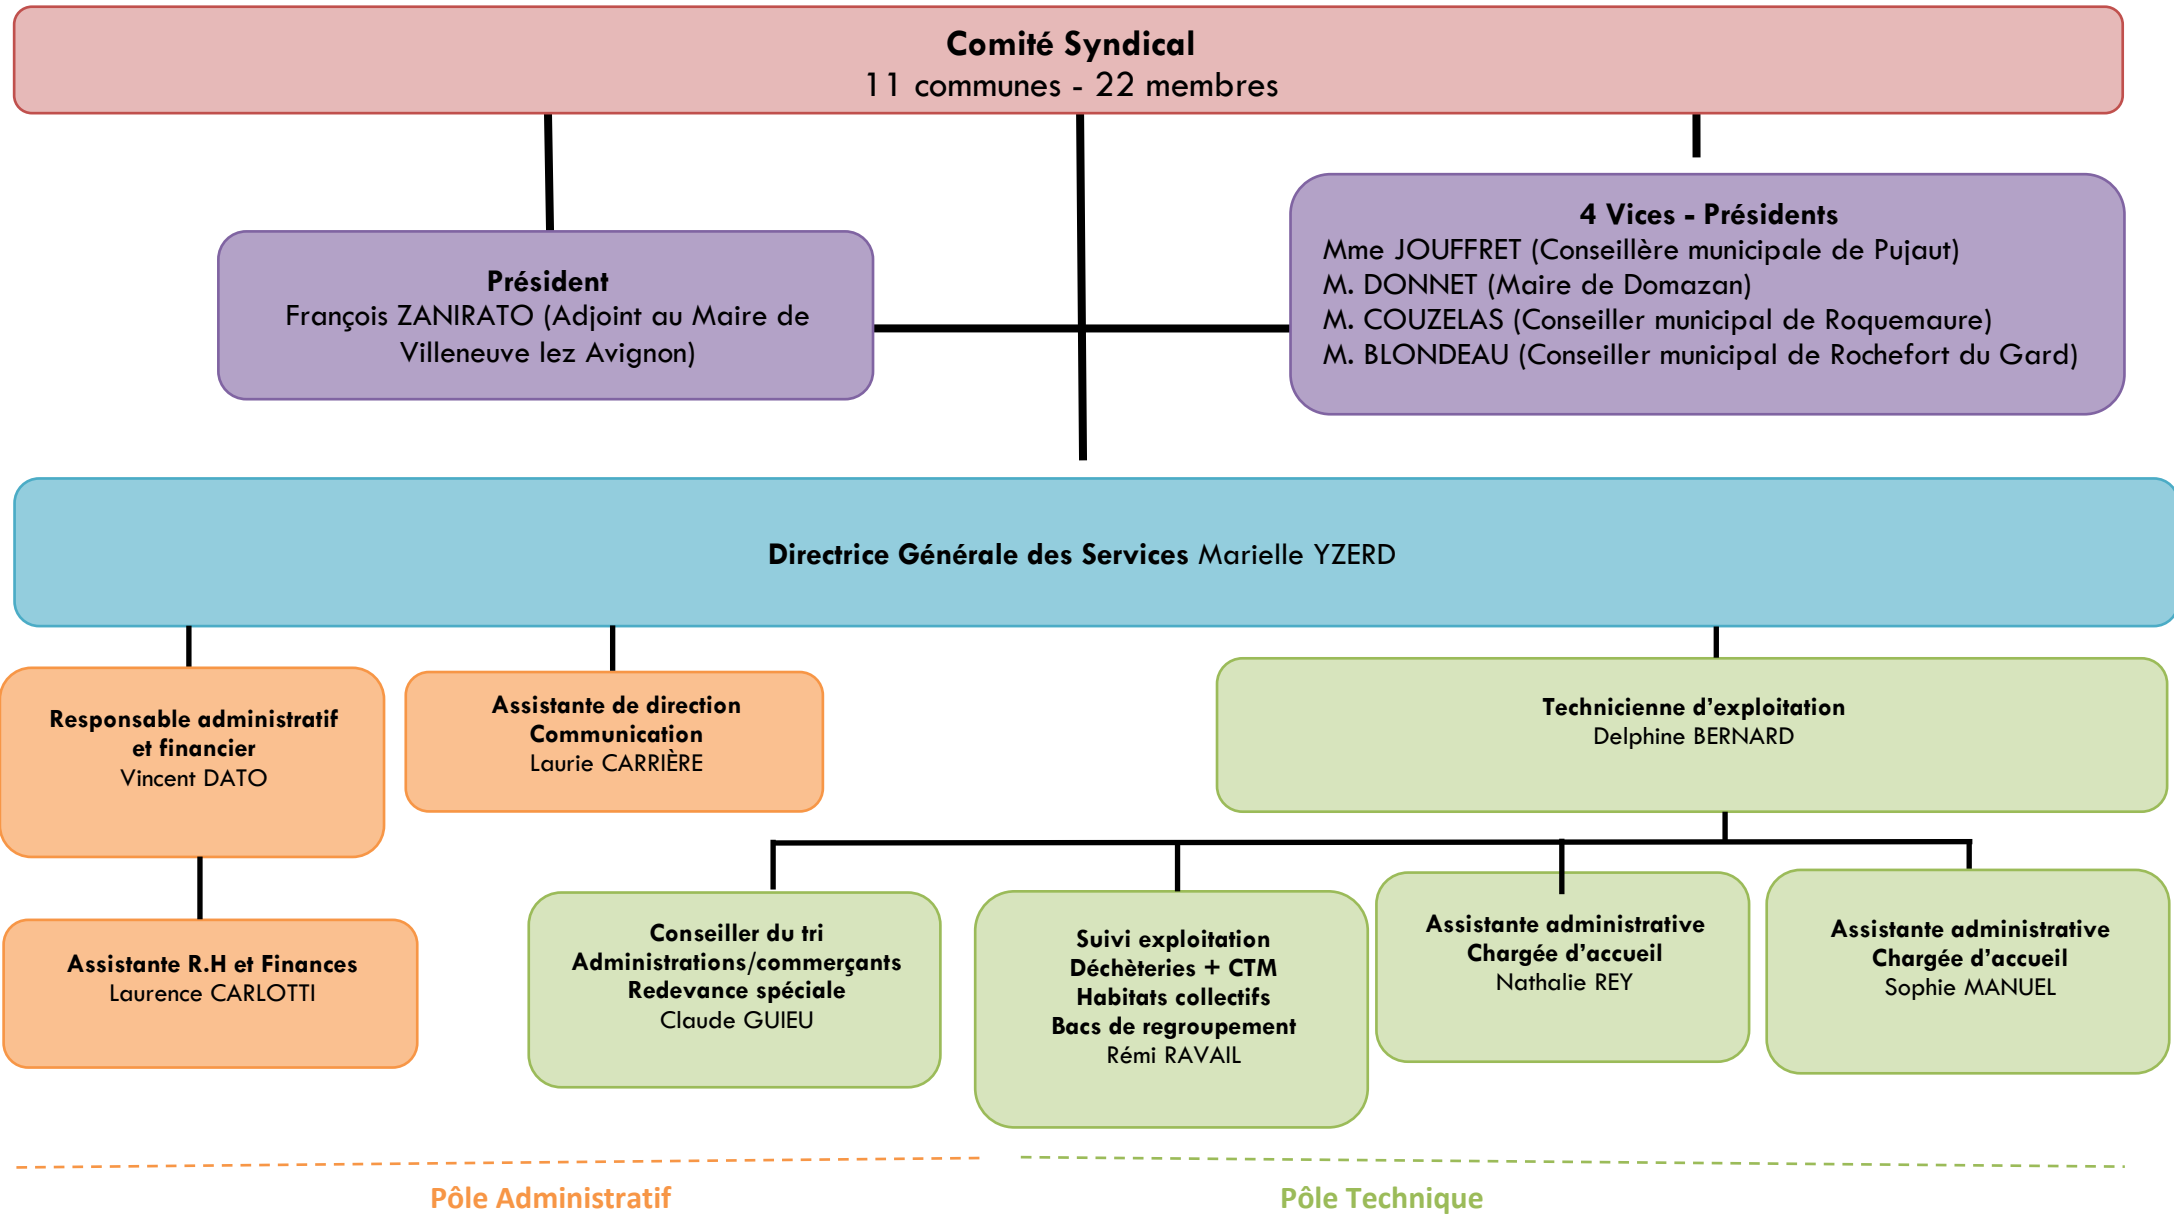 Comité Syndical
11 communes - 22 membres
Président
François ZANIRATO (Adjoint au Maire de
Villeneuve lez Avignon)
4 Vices - Présidents
Mme JOUFFRET (Conseillère municipale de Pujaut)
M. DONNET (Maire de Domazan)
M. COUZELAS (Conseiller municipal de Roquemaure)
M. BLONDEAU (Conseiller municipal de Rochefort du Gard)
Directrice Générale des Services Marielle YZERD
Responsable administratif
et financier
Vincent DATO
Assistante de direction
Communication
Laurie CARRIÈRE
Technicienne d'exploitation
Delphine BERNARD
Assistante R.H et Finances
Laurence CARLOTTI
Conseiller du tri
Administrations/commerçants
Redevance spéciale
Claude GUIEU
Suivi exploitation
Déchèteries + CTM
Habitats collectifs
Bacs de regroupement
Rémi RAVAIL
Assistante administrative
Chargée d'accueil
Nathalie REY
Assistante administrative
Chargée d'accueil
Sophie MANUEL
Pôle Administratif
Pôle Technique